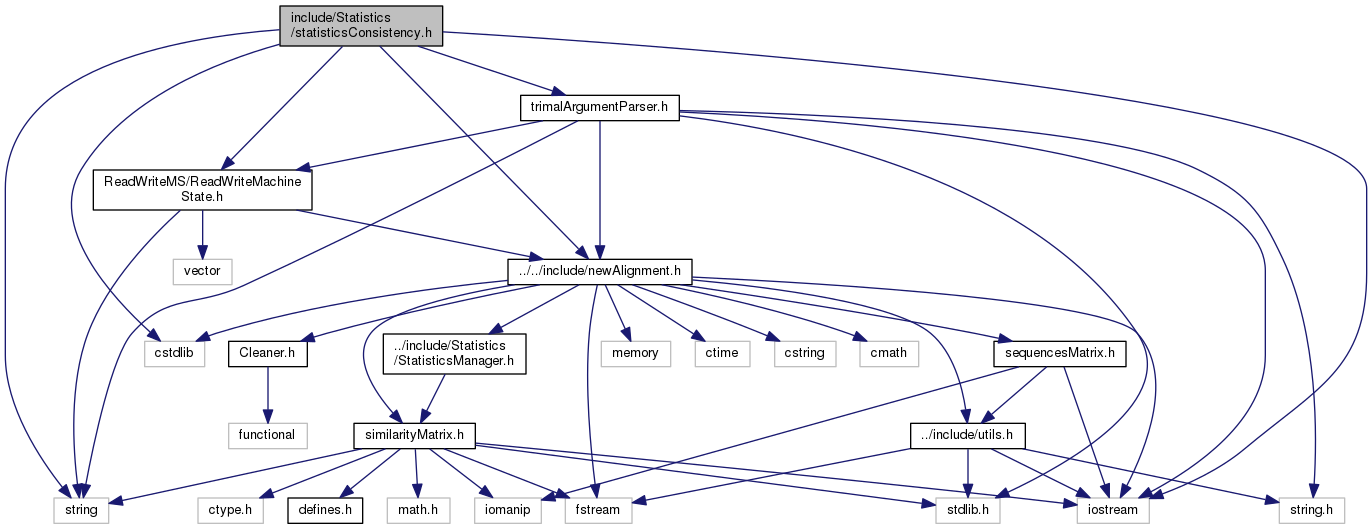 include/Statistics
/statisticsConsistency.h
trimalArgumentParser.h
ReadWriteMS/ReadWriteMachine
State.h
vector
../../include/newAlignment.h
cstdlib
Cleaner.h
../include/Statistics
/StatisticsManager.h
memory
ctime
cstring
cmath
sequencesMatrix.h
functional
similarityMatrix.h
../include/utils.h
string
ctype.h
defines.h
math.h
iomanip
fstream
stdlib.h
iostream
string.h